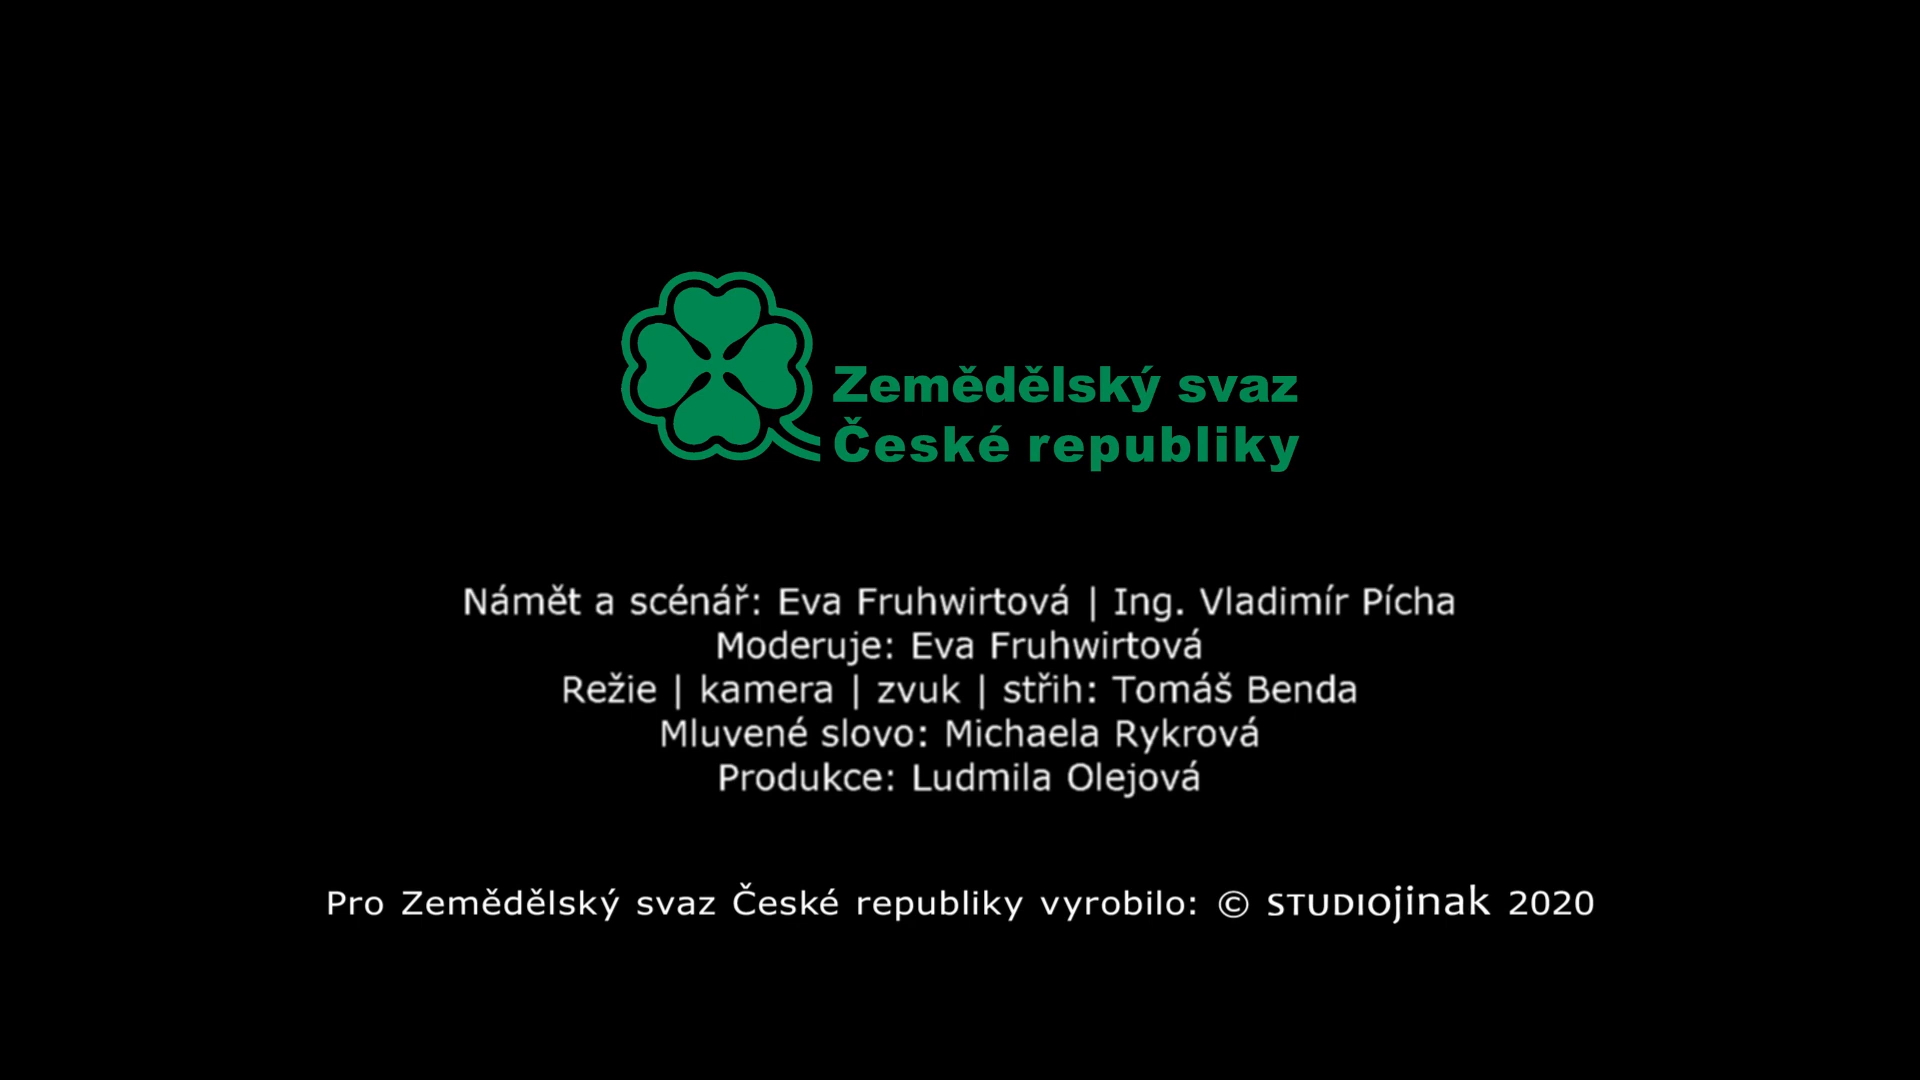 Zemědělský svaz
České republiky
Námět a scénář: Eva Fruhwirtová | Ing. Vladimír Pícha
Moderuje: Eva Fruhwirtová
Režie | kamera | zvuk | střih: Tomáš Benda
Mluvené slovo: Michaela Rykrová
Produkce: Ludmila Olejová
Pro Zemědělský svaz České republiky vyrobilo: © STUDIOjinak 2020